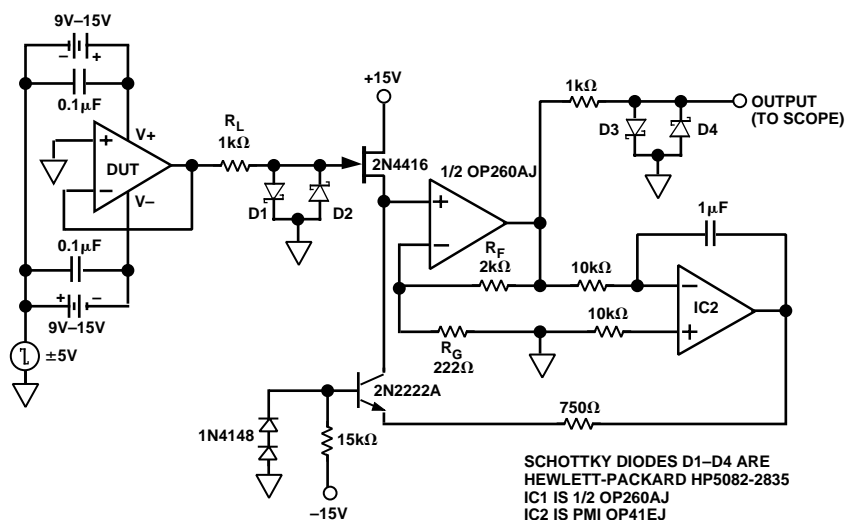 9V–15V
– +
0.1μF
V+
+
DUT
–
V–
0.1μF
+ –
9V–15V
±5V
RL
1kΩ
D1
D2
+15V
2N4416
1/2 OP260AJ
+
–
1kΩ
D3
D4
OUTPUT
(TO SCOPE)
1μF
RF
2kΩ
10kΩ
–
IC2
+
10kΩ
RG
222Ω
2N2222A
1N4148
15kΩ
–15V
750Ω
SCHOTTKY DIODES D1–D4 ARE
HEWLETT-PACKARD HP5082-2835
IC1 IS 1/2 OP260AJ
IC2 IS PMI OP41EJ